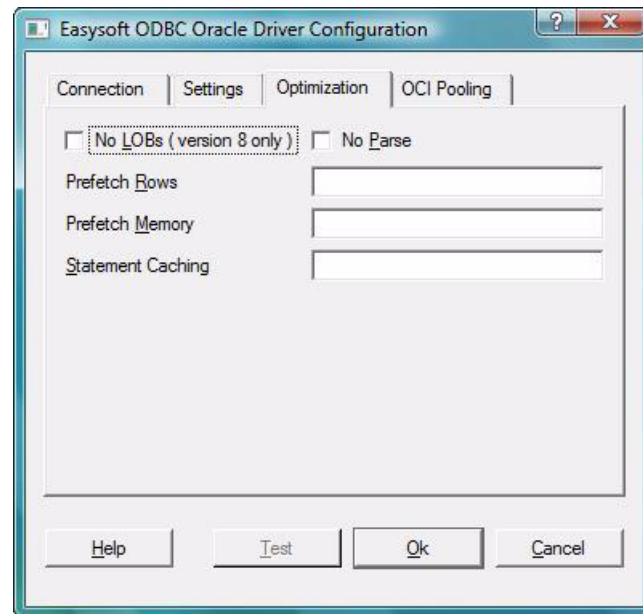 Easysoft ODBC Oracle Driver Configuration
Connection Settings Optimization OCI Pooling
No LOBs ( version 8 only ) No Parse
Prefetch Rows
Prefetch Memory
Statement Caching
Help Test Ok Cancel